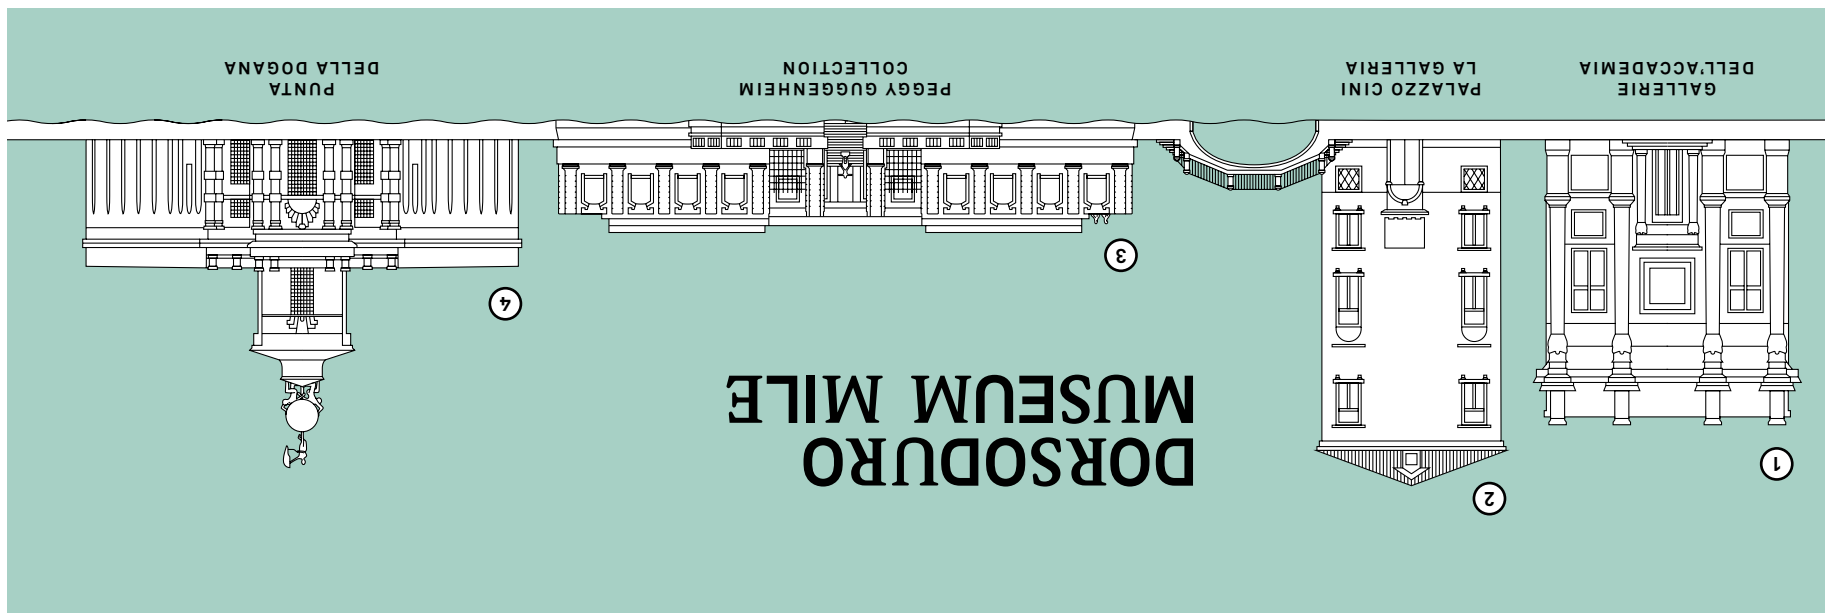 DORSODURO
MUSEUM MILE
1
2
3
4
GALLERIE
DELL'ACCADEMIA
PALAZZO CINI
LA GALLERIA
PEGGY GUGGENHEIM
COLLECTION
PUNTA
DELLA DOGANA